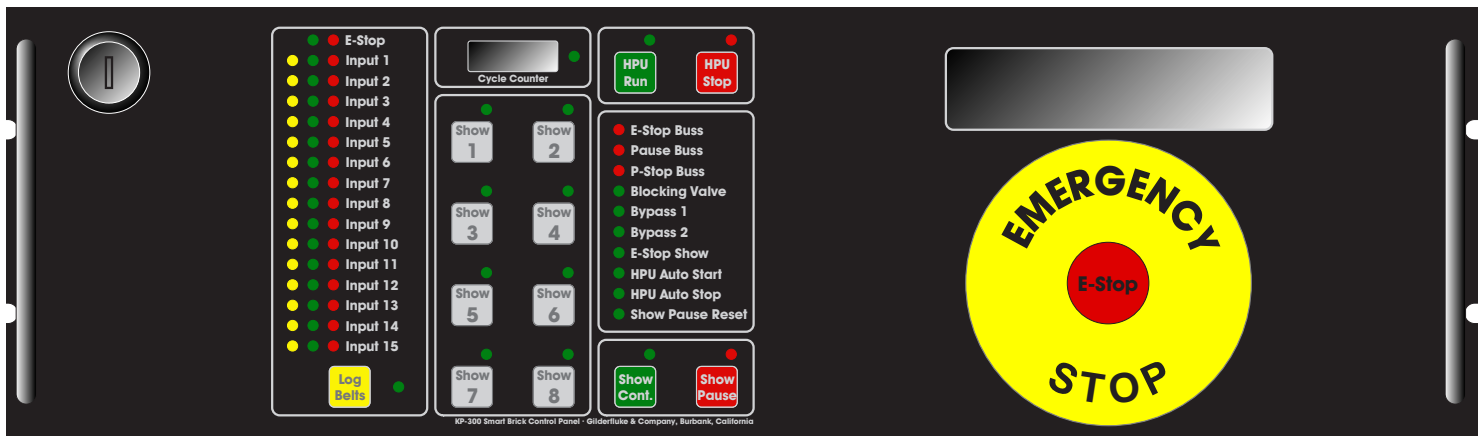 E-Stop
Input 1
Input 2
Input 3
Input 4
Input 5
Input 6
Input 7
Input 8
Input 9
Input 10
Input 11
Input 12
Input 13
Input 14
Input 15
Log
Belts
Cycle Counter
Show
1
Show
2
Show
3
Show
4
Show
5
Show
6
Show
7
Show
8
HPU
Run
HPU
Stop
E-Stop Buss
Pause Buss
P-Stop Buss
Blocking Valve
Bypass 1
Bypass 2
E-Stop Show
HPU Auto Start
HPU Auto Stop
Show Pause Reset
Show
Cont.
Show
Pause
KP-300 Smart Brick Control Panel · Gilderfluke & Company, Burbank, California
EMERGENCY
E-Stop
STOP